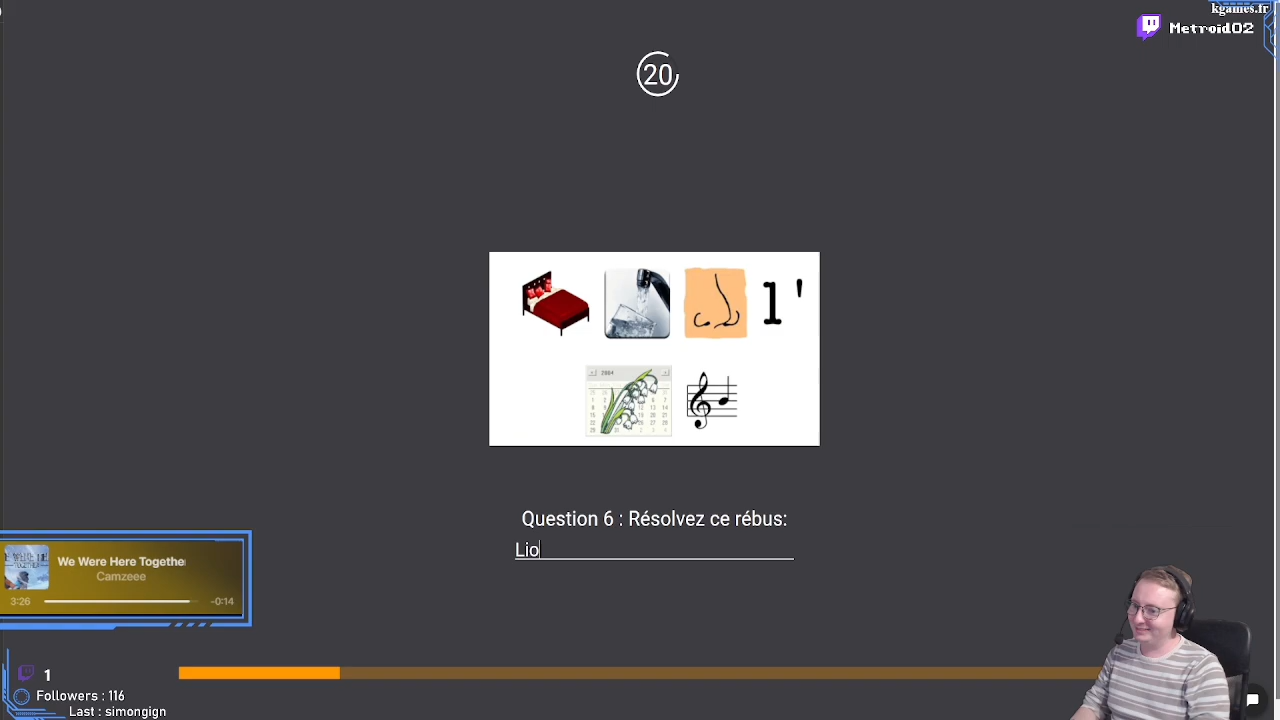 kgames.fr
Metroid02
20
1'
2004
Question 6 : Résolvez ce rébus:
Lio
We Were Here Together
Camzeee
3:26
-0:14
1
Followers : 116
Last : simongign